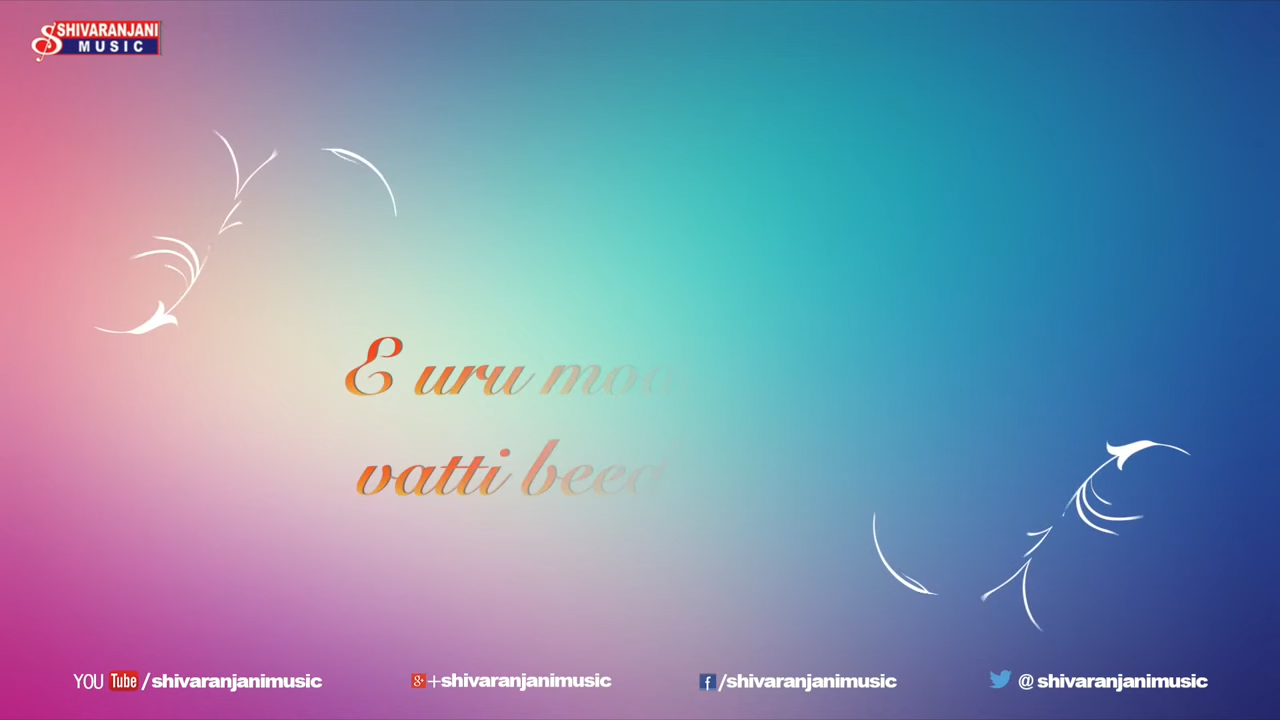 SHIVARANJANI
MUSIC
E uru
vatti
YOU Tube /shivaranjanimusic
g+ +shivaranjanimusic
f /shivaranjanimusic
@shivaranjanimusic